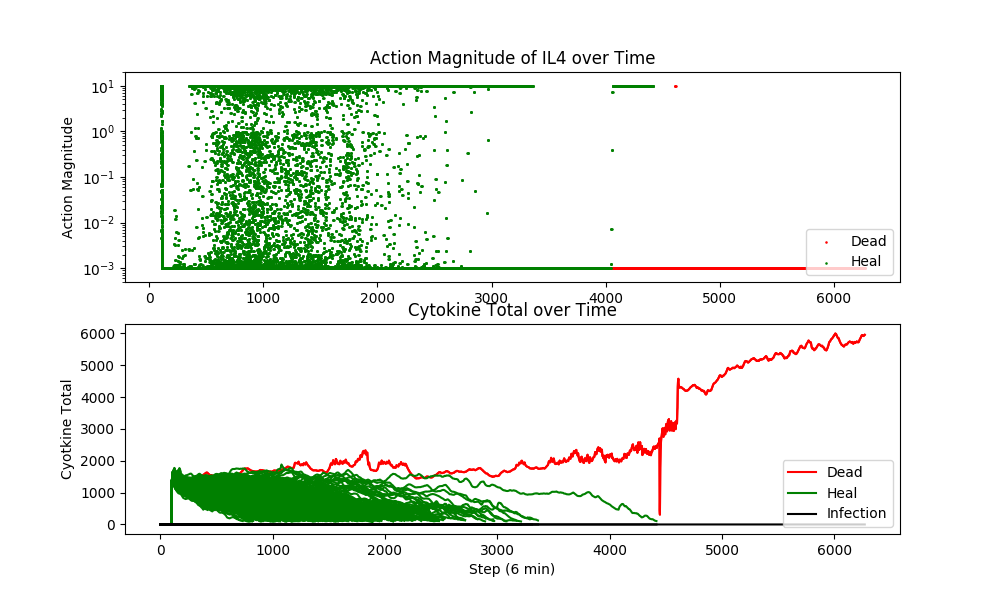 Action Magnitude of IL4 over Time
Action Magnitude
10¹
10⁰
10⁻¹
10⁻²
10⁻³
Dead
Heal
0 1000 2000 3000 4000 5000 6000
Cytokine Total over Time
Cyotkine Total
6000
5000
4000
3000
2000
1000
0
Dead
Heal
Infection
0 1000 2000 3000 4000 5000 6000
Step (6 min)